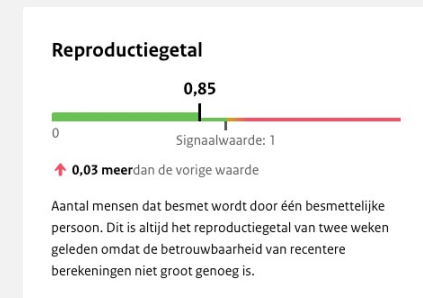 Reproductiegetal
0,85
0
Signaalwaarde: 1
0,03 meerdan de vorige waarde
Aantal mensen dat besmet wordt door één besmettelijke
persoon. Dit is altijd het reproductiegetal van twee weken
geleden omdat de betrouwbaarheid van recentere
berekeningen niet groot genoeg is.